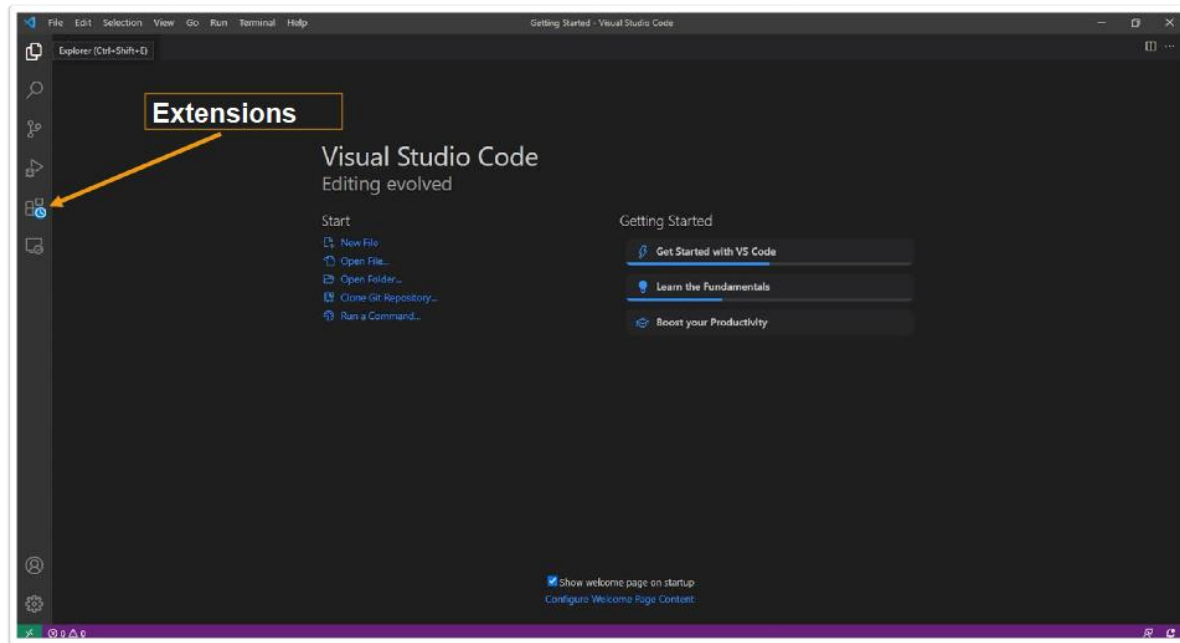 File Edit Selection View Go Run Terminal Help
Getting Started - Visual Studio Code
Explorer (Ctrl+Shift+E)
Extensions
Visual Studio Code
Editing evolved
Start
New File
Open File...
Open Folder...
Clone Git Repository...
Run a Command...
Getting Started
Get Started with VS Code
Learn the Fundamentals
Boost your Productivity
Show welcome page on startup
Configure Welcome Page Content
0 0